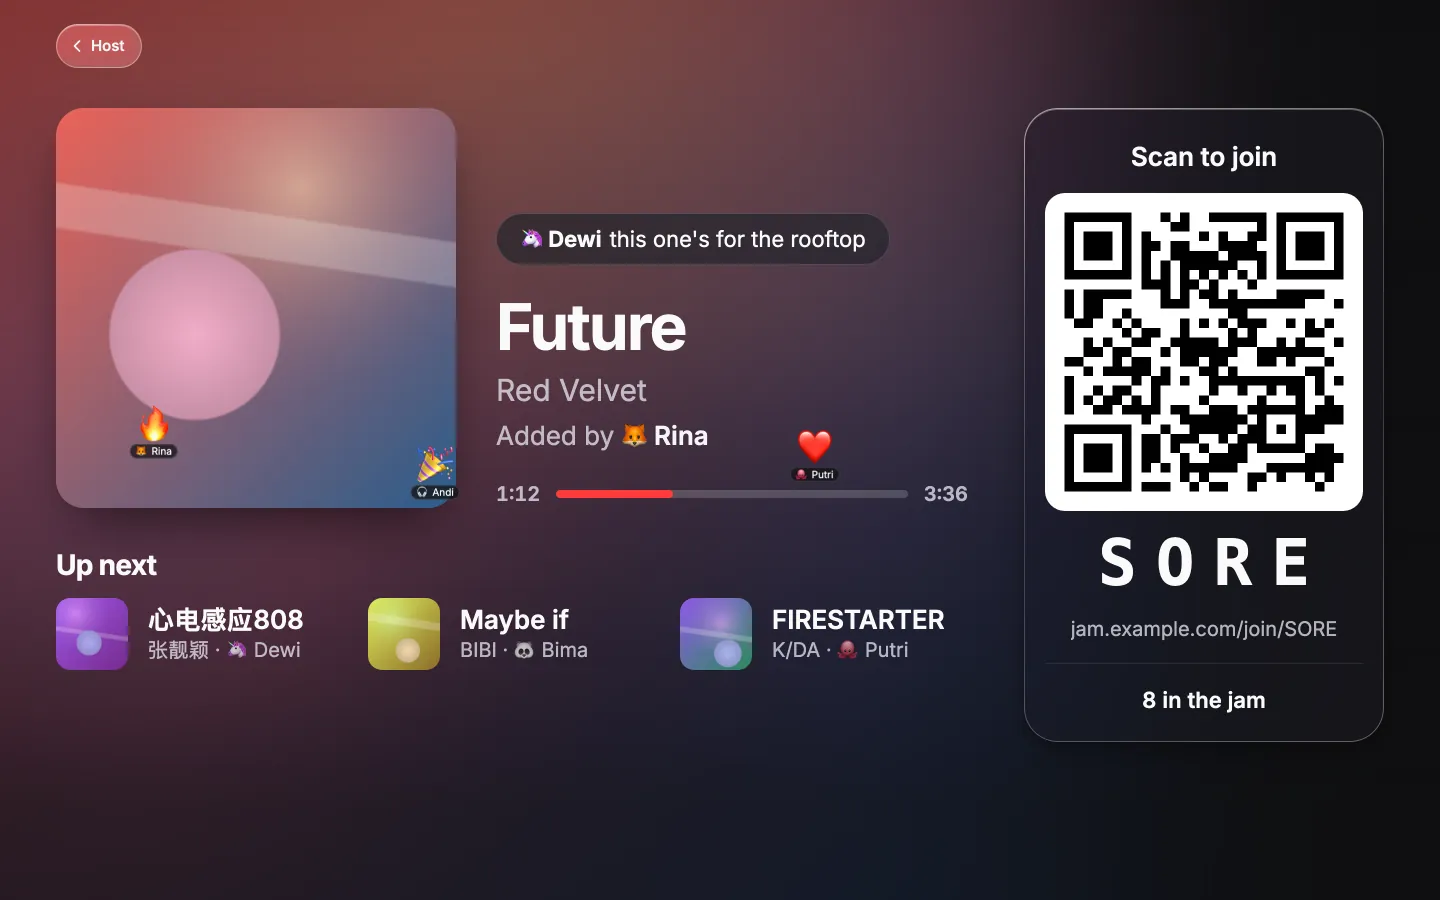 Host
Dewi this one's for the rooftop
Future
Red Velvet
Added by Rina
Rina
Putri
Andi
1:12
3:36
Up next
心电感应808
张靓颖 · Dewi
Maybe if
BIBI · Bima
FIRESTARTER
K/DA · Putri
Scan to join
SORE
jam.example.com/join/SORE
8 in the jam